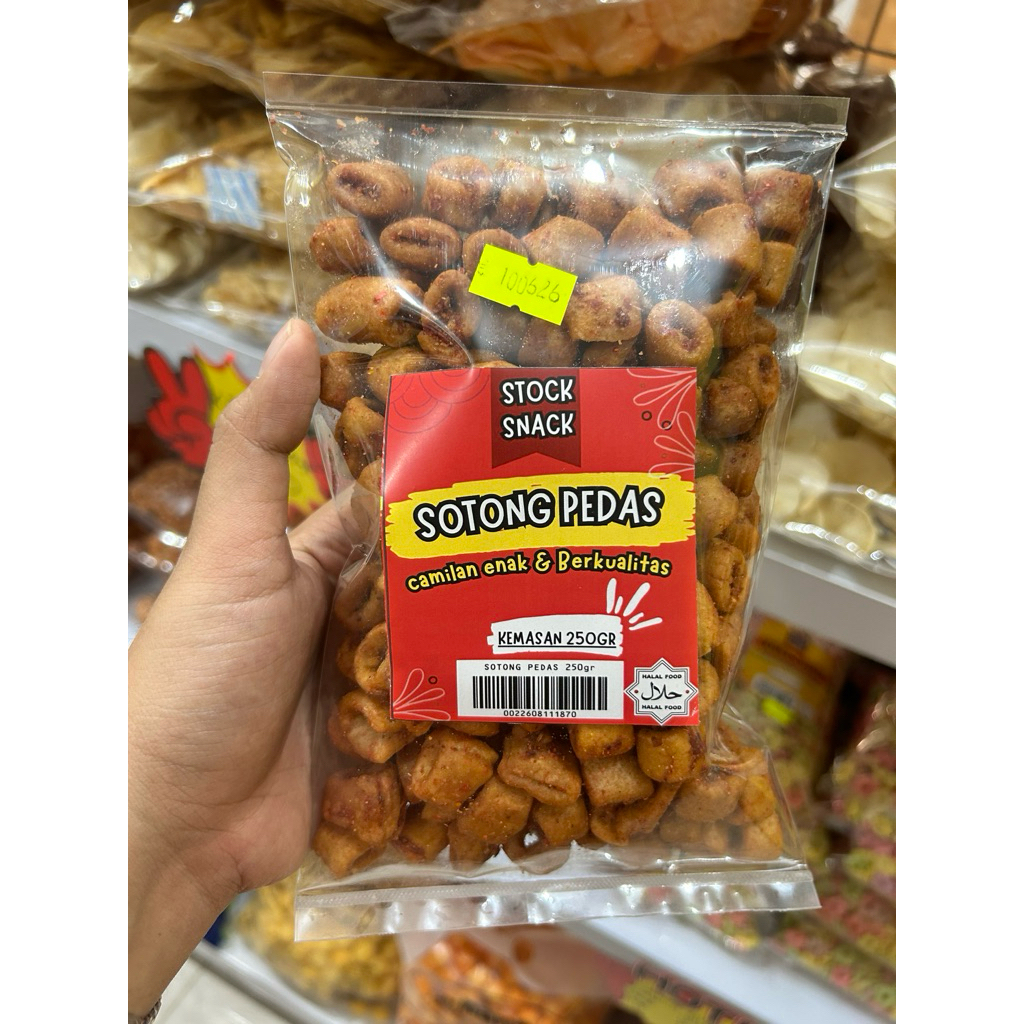 E 100626
STOCK
SNACK
SOTONG PEDAS
camilan enak & Berkualitas
KEMASAN 250GR
SOTONG PEDAS 250gr
0022608111870
HALAL FOOD
حلال
HALAL FOOD